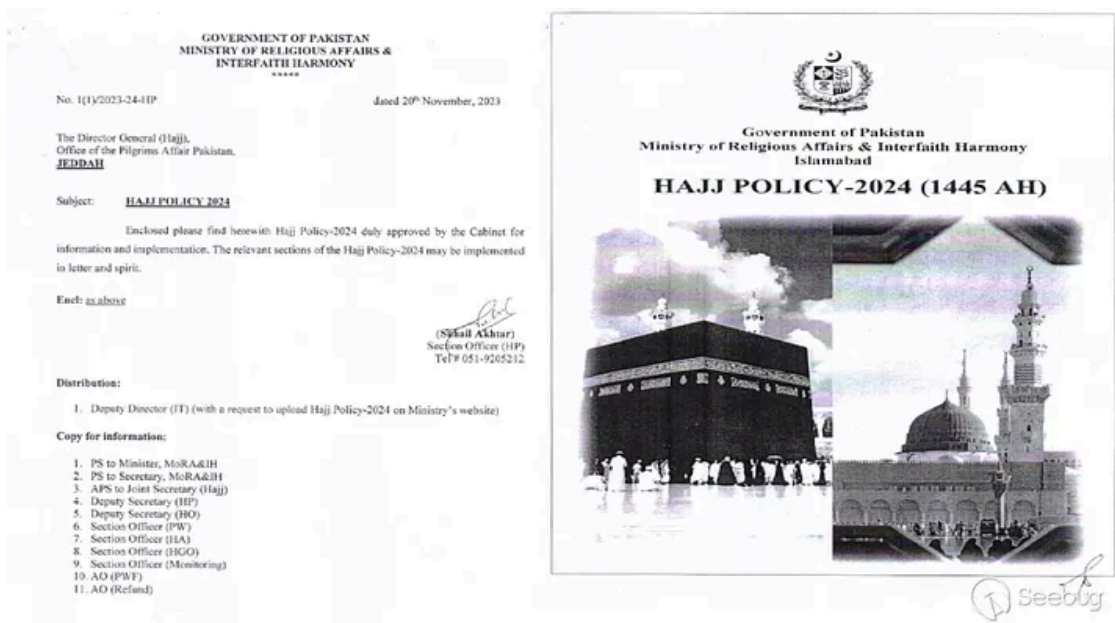 GOVERNMENT OF PAKISTAN
MINISTRY OF RELIGIOUS AFFAIRS &
INTERFAITH HARMONY
*****
No. 1(1)/2023-24-HP dated 20th November, 2023
The Director General (Hajj),
Office of the Pilgrims Affair Pakistan,
JEDDAH
Subject: HAJJ POLICY 2024
Enclosed please find herewith Hajj Policy-2024 duly approved by the Cabinet for
information and implementation. The relevant sections of the Hajj Policy-2024 may be implemented
in letter and spirit.
Encl: as above
(Suhail Akhtar)
Section Officer (HP)
Tel # 051-9205212
Distribution:
1. Deputy Director (IT) (with a request to upload Hajj Policy-2024 on Ministry's website)
Copy for information:
1. PS to Minister, MoRA&IH
2. PS to Secretary, MoRA&IH
3. APS to Joint Secretary (Hajj)
4. Deputy Secretary (HP)
5. Deputy Secretary (HO)
6. Section Officer (PW)
7. Section Officer (HA)
8. Section Officer (HGO)
9. Section Officer (Monitoring)
10. AO (PWF)
11. AO (Refund)
Government of Pakistan
Ministry of Religious Affairs & Interfaith Harmony
Islamabad
HAJJ POLICY-2024 (1445 AH)
Seebug